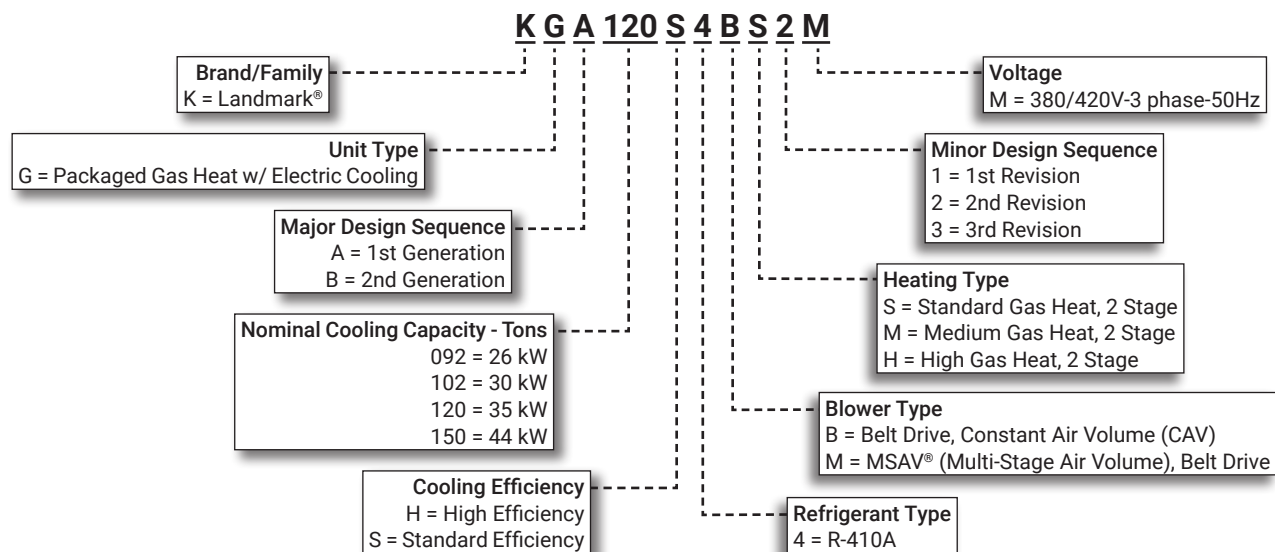 K G A 120 S 4 B S 2 M
Brand/Family
K = Landmark®
Unit Type
G = Packaged Gas Heat w/ Electric Cooling
Major Design Sequence
A = 1st Generation
B = 2nd Generation
Nominal Cooling Capacity - Tons
092 = 26 kW
102 = 30 kW
120 = 35 kW
150 = 44 kW
Cooling Efficiency
H = High Efficiency
S = Standard Efficiency
Voltage
M = 380/420V-3 phase-50Hz
Minor Design Sequence
1 = 1st Revision
2 = 2nd Revision
3 = 3rd Revision
Heating Type
S = Standard Gas Heat, 2 Stage
M = Medium Gas Heat, 2 Stage
H = High Gas Heat, 2 Stage
Blower Type
B = Belt Drive, Constant Air Volume (CAV)
M = MSAV® (Multi-Stage Air Volume), Belt Drive
Refrigerant Type
4 = R-410A